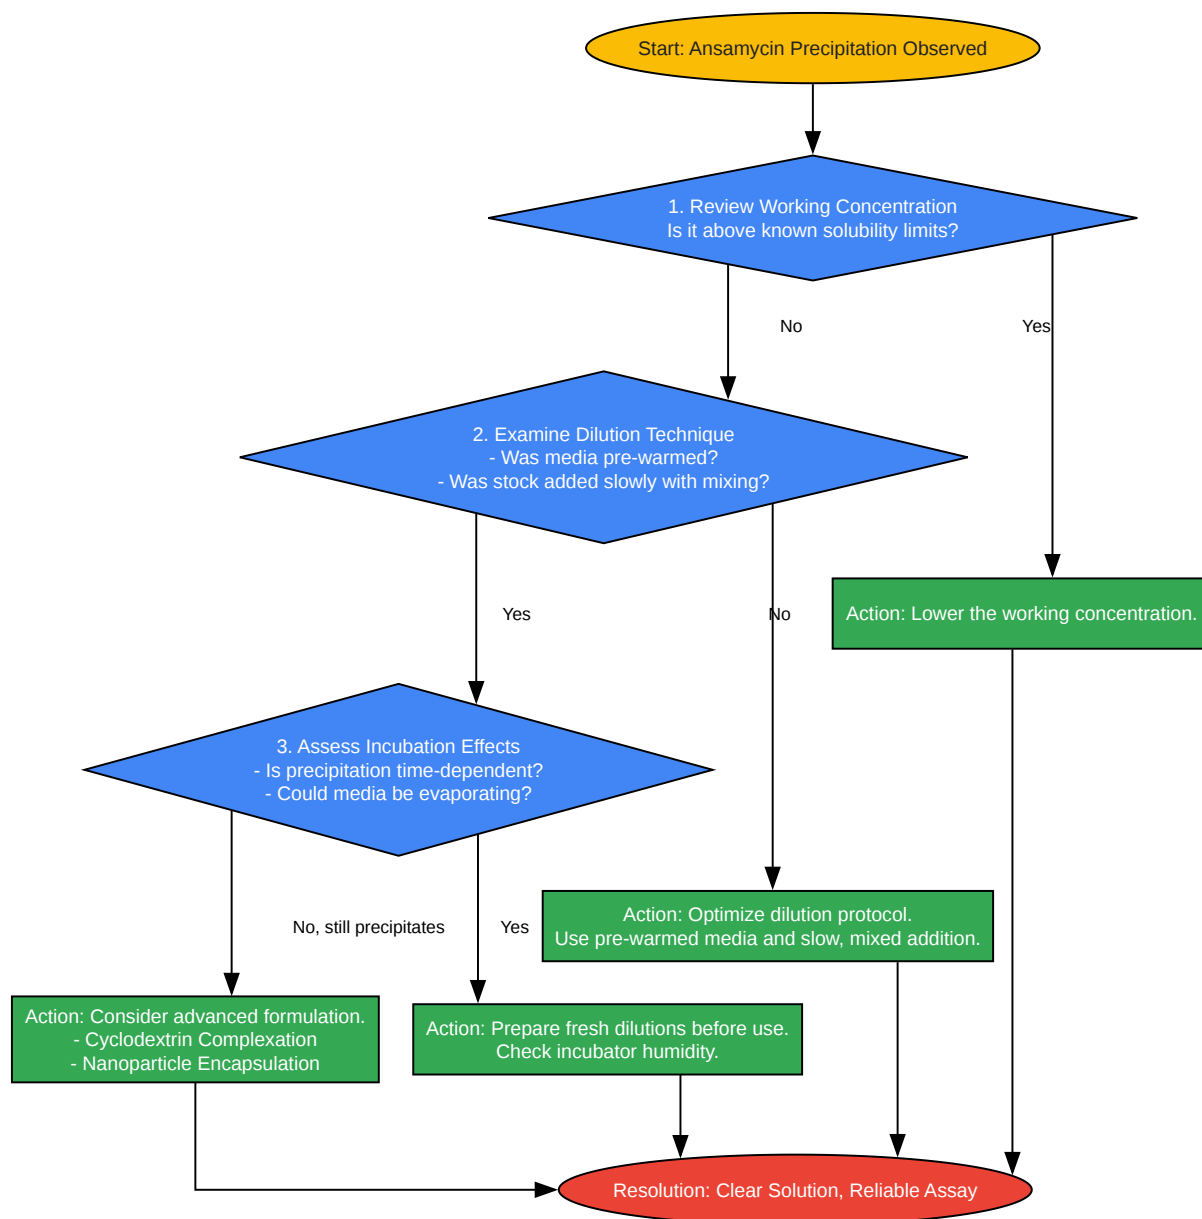 Start: Ansamycin Precipitation Observed
1. Review Working Concentration
Is it above known solubility limits?
No
Yes
2. Examine Dilution Technique
- Was media pre-warmed?
- Was stock added slowly with mixing?
Yes
No
Action: Lower the working concentration.
3. Assess Incubation Effects
- Is precipitation time-dependent?
- Could media be evaporating?
No, still precipitates
Yes
Action: Optimize dilution protocol.
Use pre-warmed media and slow, mixed addition.
Action: Consider advanced formulation.
- Cyclodextrin Complexation
- Nanoparticle Encapsulation
Action: Prepare fresh dilutions before use.
Check incubator humidity.
Resolution: Clear Solution, Reliable Assay